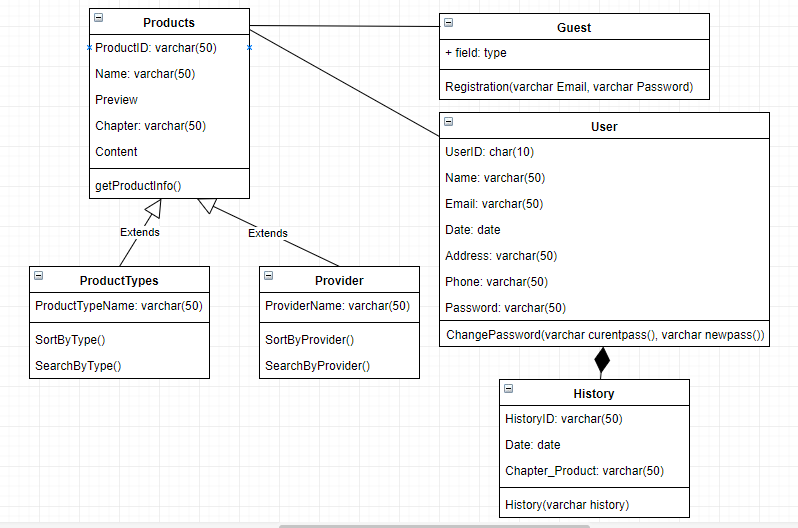 Products
ProductID: varchar(50)
Name: varchar(50)
Preview
Chapter: varchar(50)
Content
getProductInfo()
Guest
+ field: type
Registration(varchar Email, varchar Password)
User
UserID: char(10)
Name: varchar(50)
Email: varchar(50)
Date: date
Address: varchar(50)
Phone: varchar(50)
Password: varchar(50)
ChangePassword(varchar curentpass(), varchar newpass())
Extends
Extends
ProductTypes
ProductTypeName: varchar(50)
SortByType()
SearchByType()
Provider
ProviderName: varchar(50)
SortByProvider()
SearchByProvider()
History
HistoryID: varchar(50)
Date: date
Chapter_Product: varchar(50)
History(varchar history)